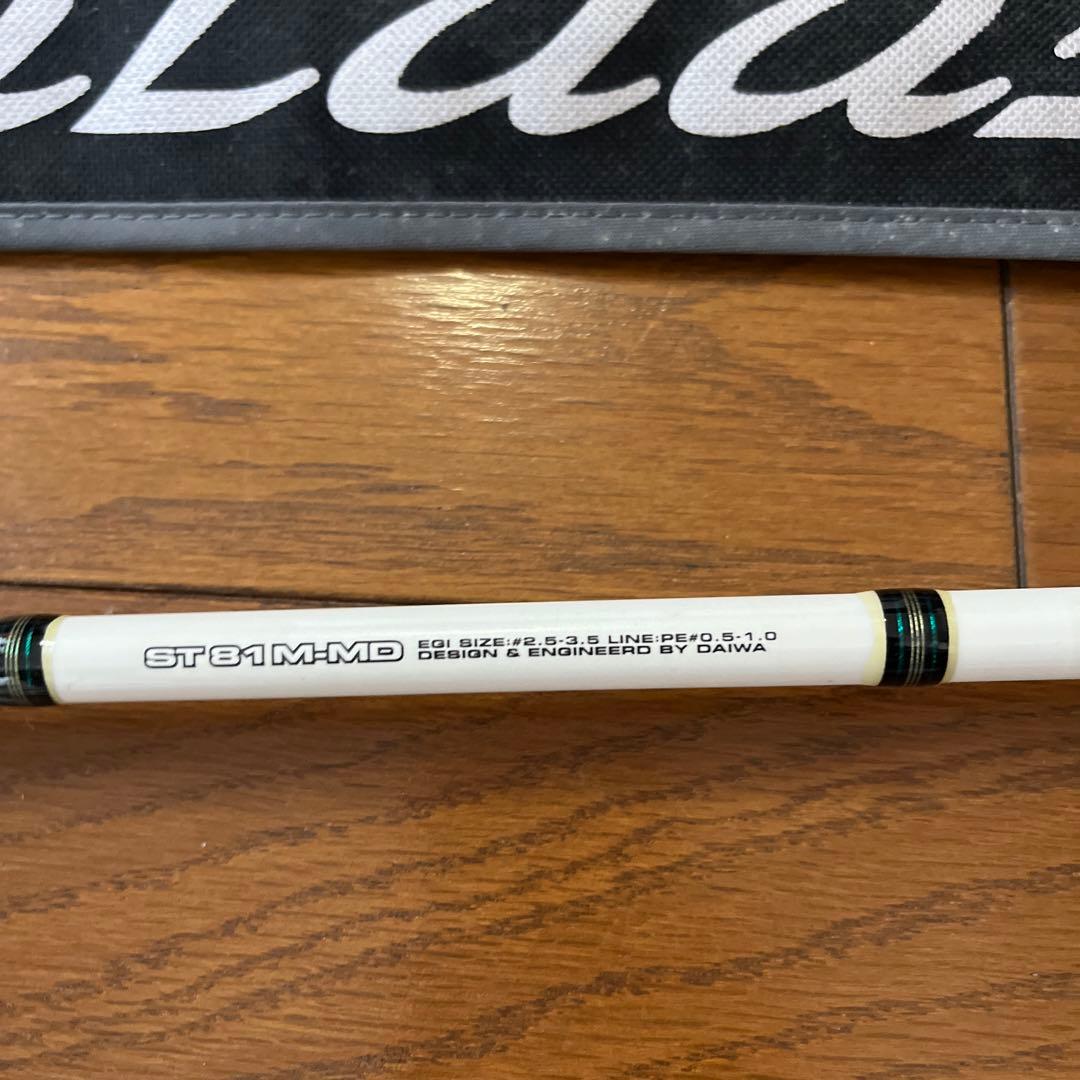 ST 81 M-MD EGI SIZE:#2.5-3.5 LINE:PE#0.5-1.0
DESIGN & ENGINEERD BY DAIWA